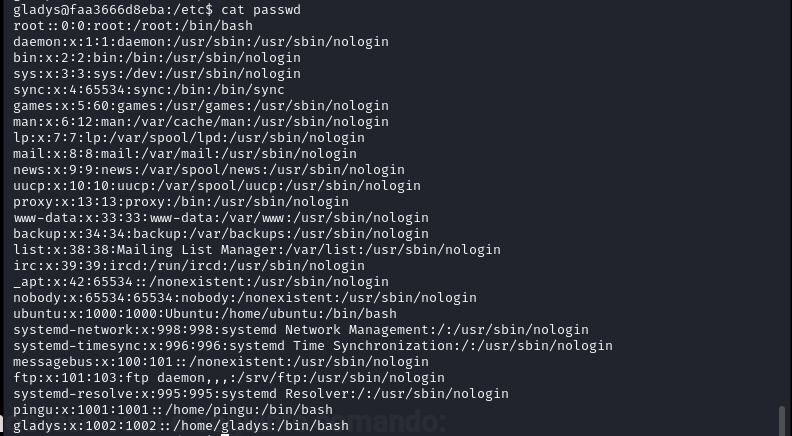 gladys@faa3666d8eba:/etc$ cat passwd
root::0:0:root:/root:/bin/bash
daemon:x:1:1:daemon:/usr/sbin:/usr/sbin/nologin
bin:x:2:2:bin:/bin:/usr/sbin/nologin
sys:x:3:3:sys:/dev:/usr/sbin/nologin
sync:x:4:65534:sync:/bin:/bin/sync
games:x:5:60:games:/usr/games:/usr/sbin/nologin
man:x:6:12:man:/var/cache/man:/usr/sbin/nologin
lp:x:7:7:lp:/var/spool/lpd:/usr/sbin/nologin
mail:x:8:8:mail:/var/mail:/usr/sbin/nologin
news:x:9:9:news:/var/spool/news:/usr/sbin/nologin
uucp:x:10:10:uucp:/var/spool/uucp:/usr/sbin/nologin
proxy:x:13:13:proxy:/bin:/usr/sbin/nologin
www-data:x:33:33:www-data:/var/www:/usr/sbin/nologin
backup:x:34:34:backup:/var/backups:/usr/sbin/nologin
list:x:38:38:Mailing List Manager:/var/list:/usr/sbin/nologin
irc:x:39:39:ircd:/run/ircd:/usr/sbin/nologin
_apt:x:42:65534::/nonexistent:/usr/sbin/nologin
nobody:x:65534:65534:nobody:/nonexistent:/usr/sbin/nologin
ubuntu:x:1000:1000:Ubuntu:/home/ubuntu:/bin/bash
systemd-network:x:998:998:systemd Network Management:/:/usr/sbin/nologin
systemd-timesync:x:996:996:systemd Time Synchronization:/:/usr/sbin/nologin
messagebus:x:100:101::/nonexistent:/usr/sbin/nologin
ftp:x:101:103:ftp daemon,,,:/srv/ftp:/usr/sbin/nologin
systemd-resolve:x:995:995:systemd Resolver:/:/usr/sbin/nologin
pingu:x:1001:1001::/home/pingu:/bin/bash
gladys:x:1002:1002::/home/gladys:/bin/bash